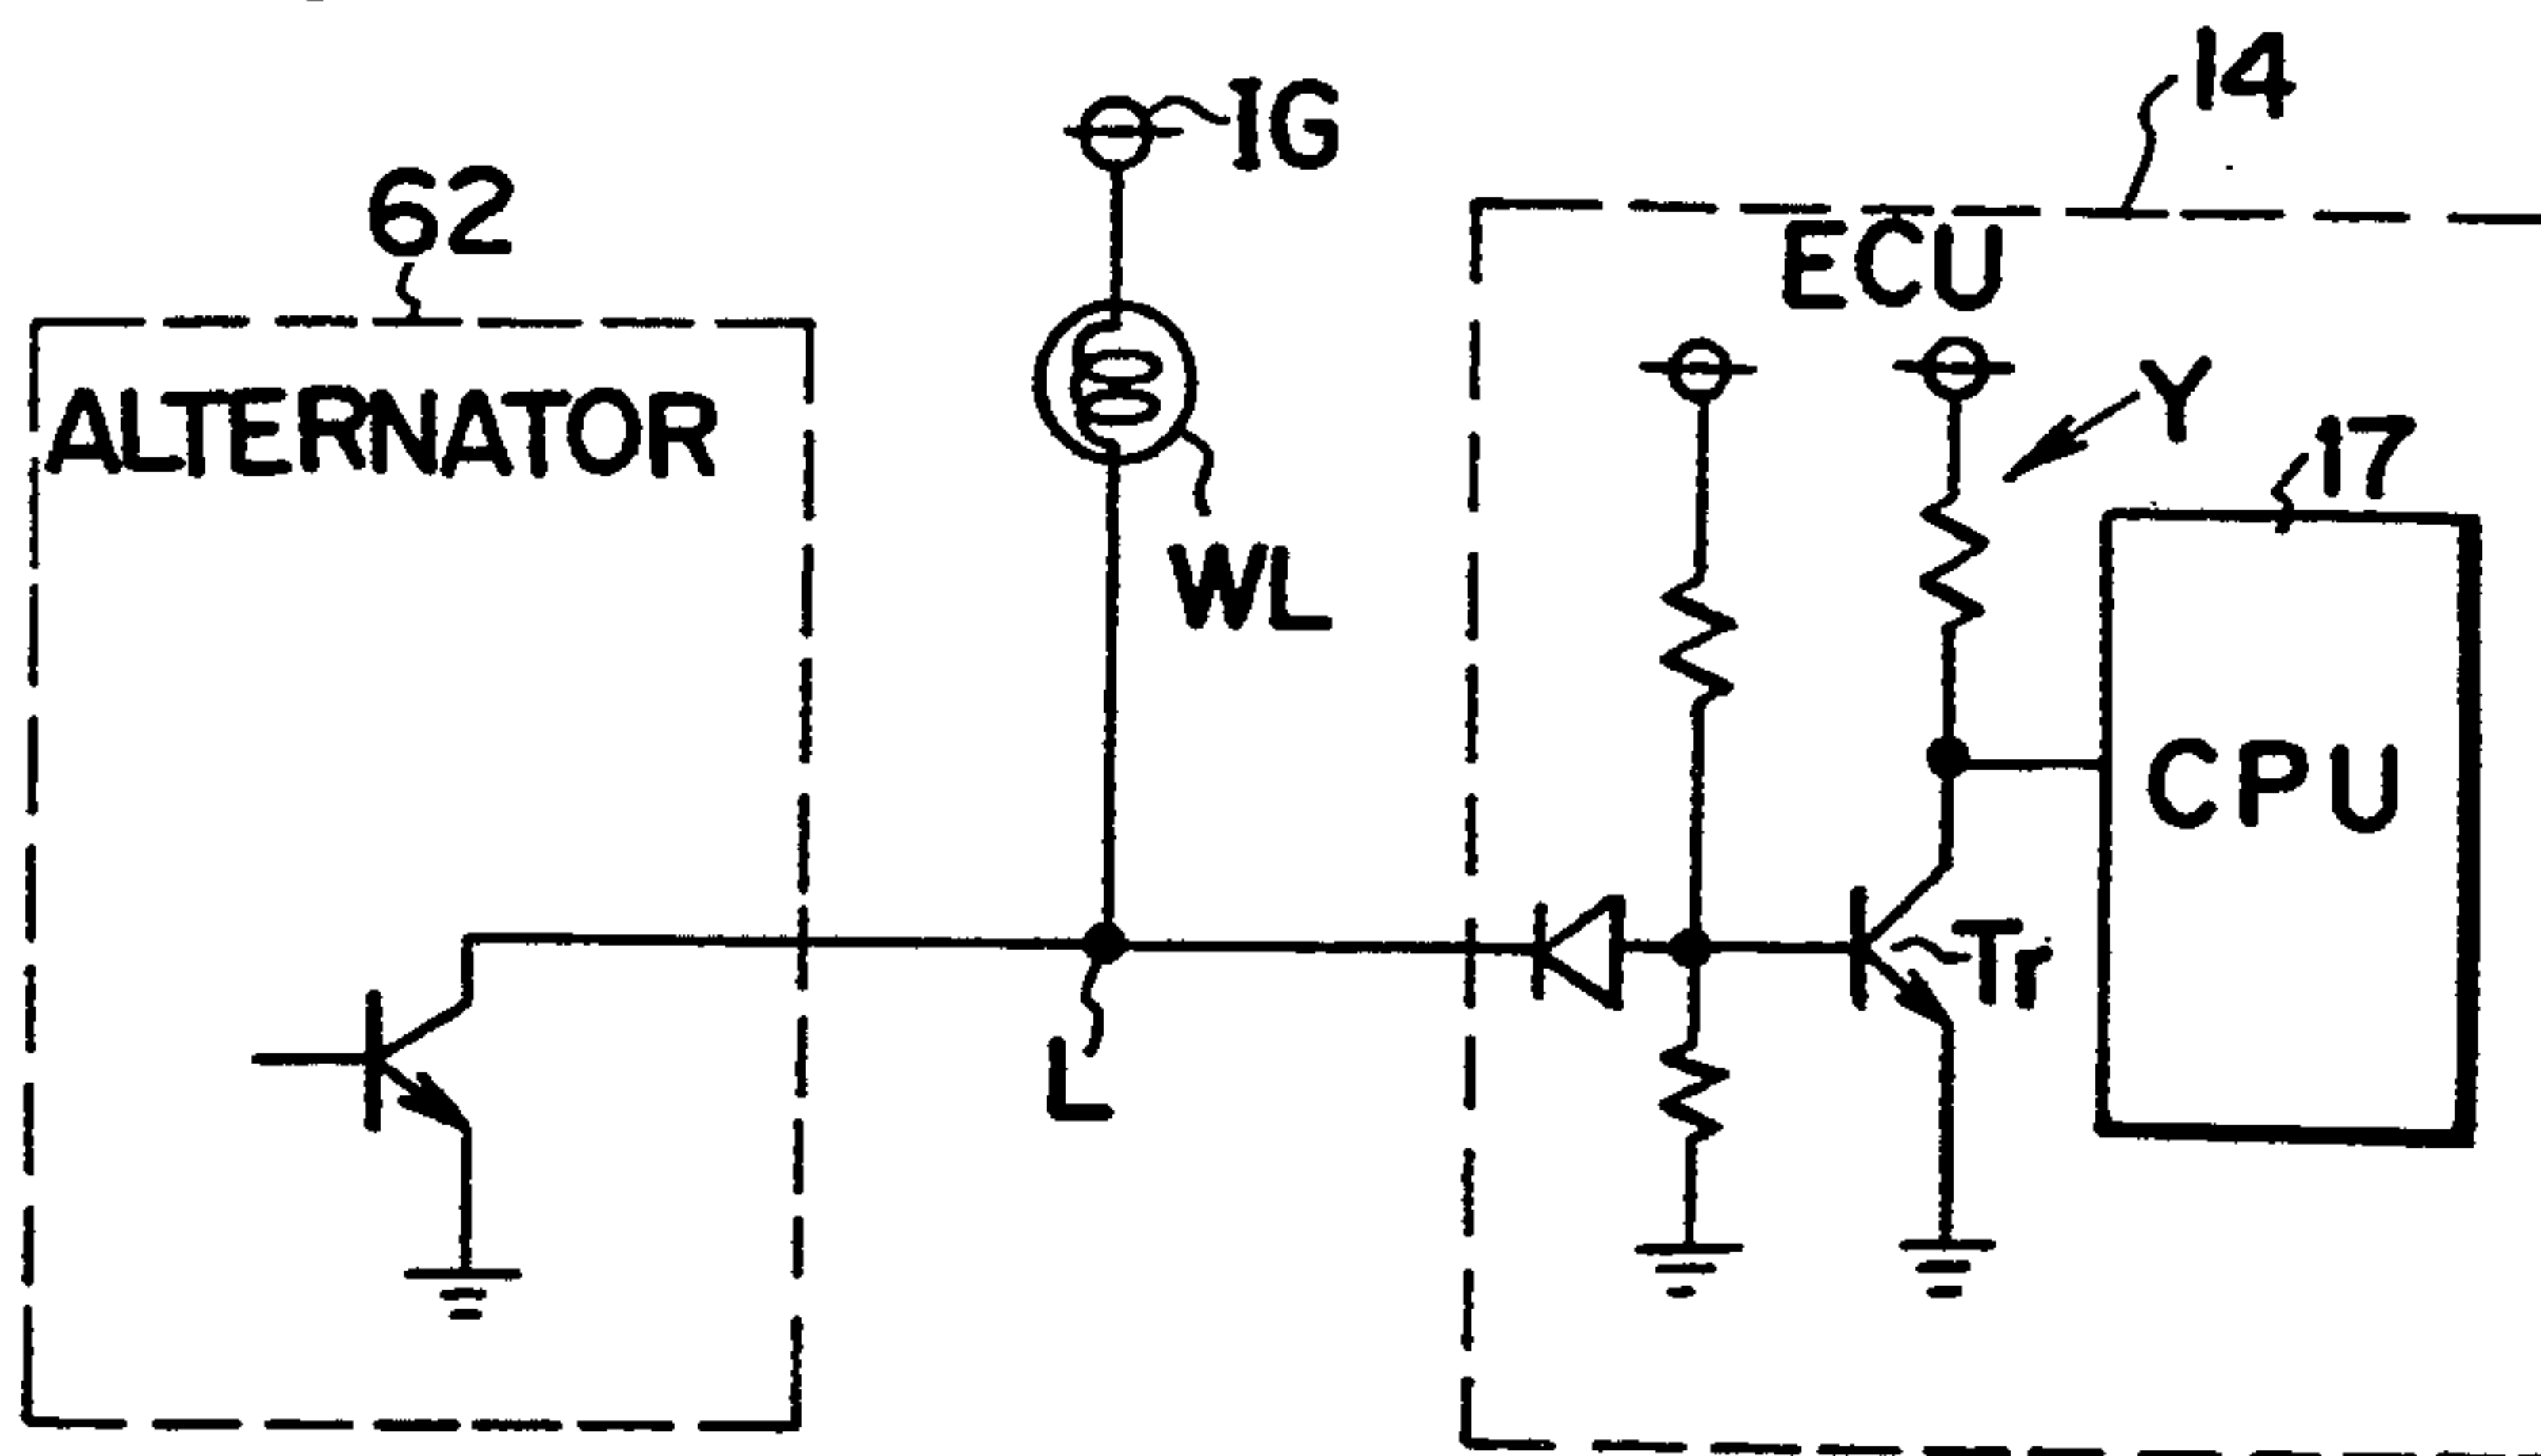 14
IG
62
ECU
ALTERNATOR
Y
17
WL
CPU
Tr
L